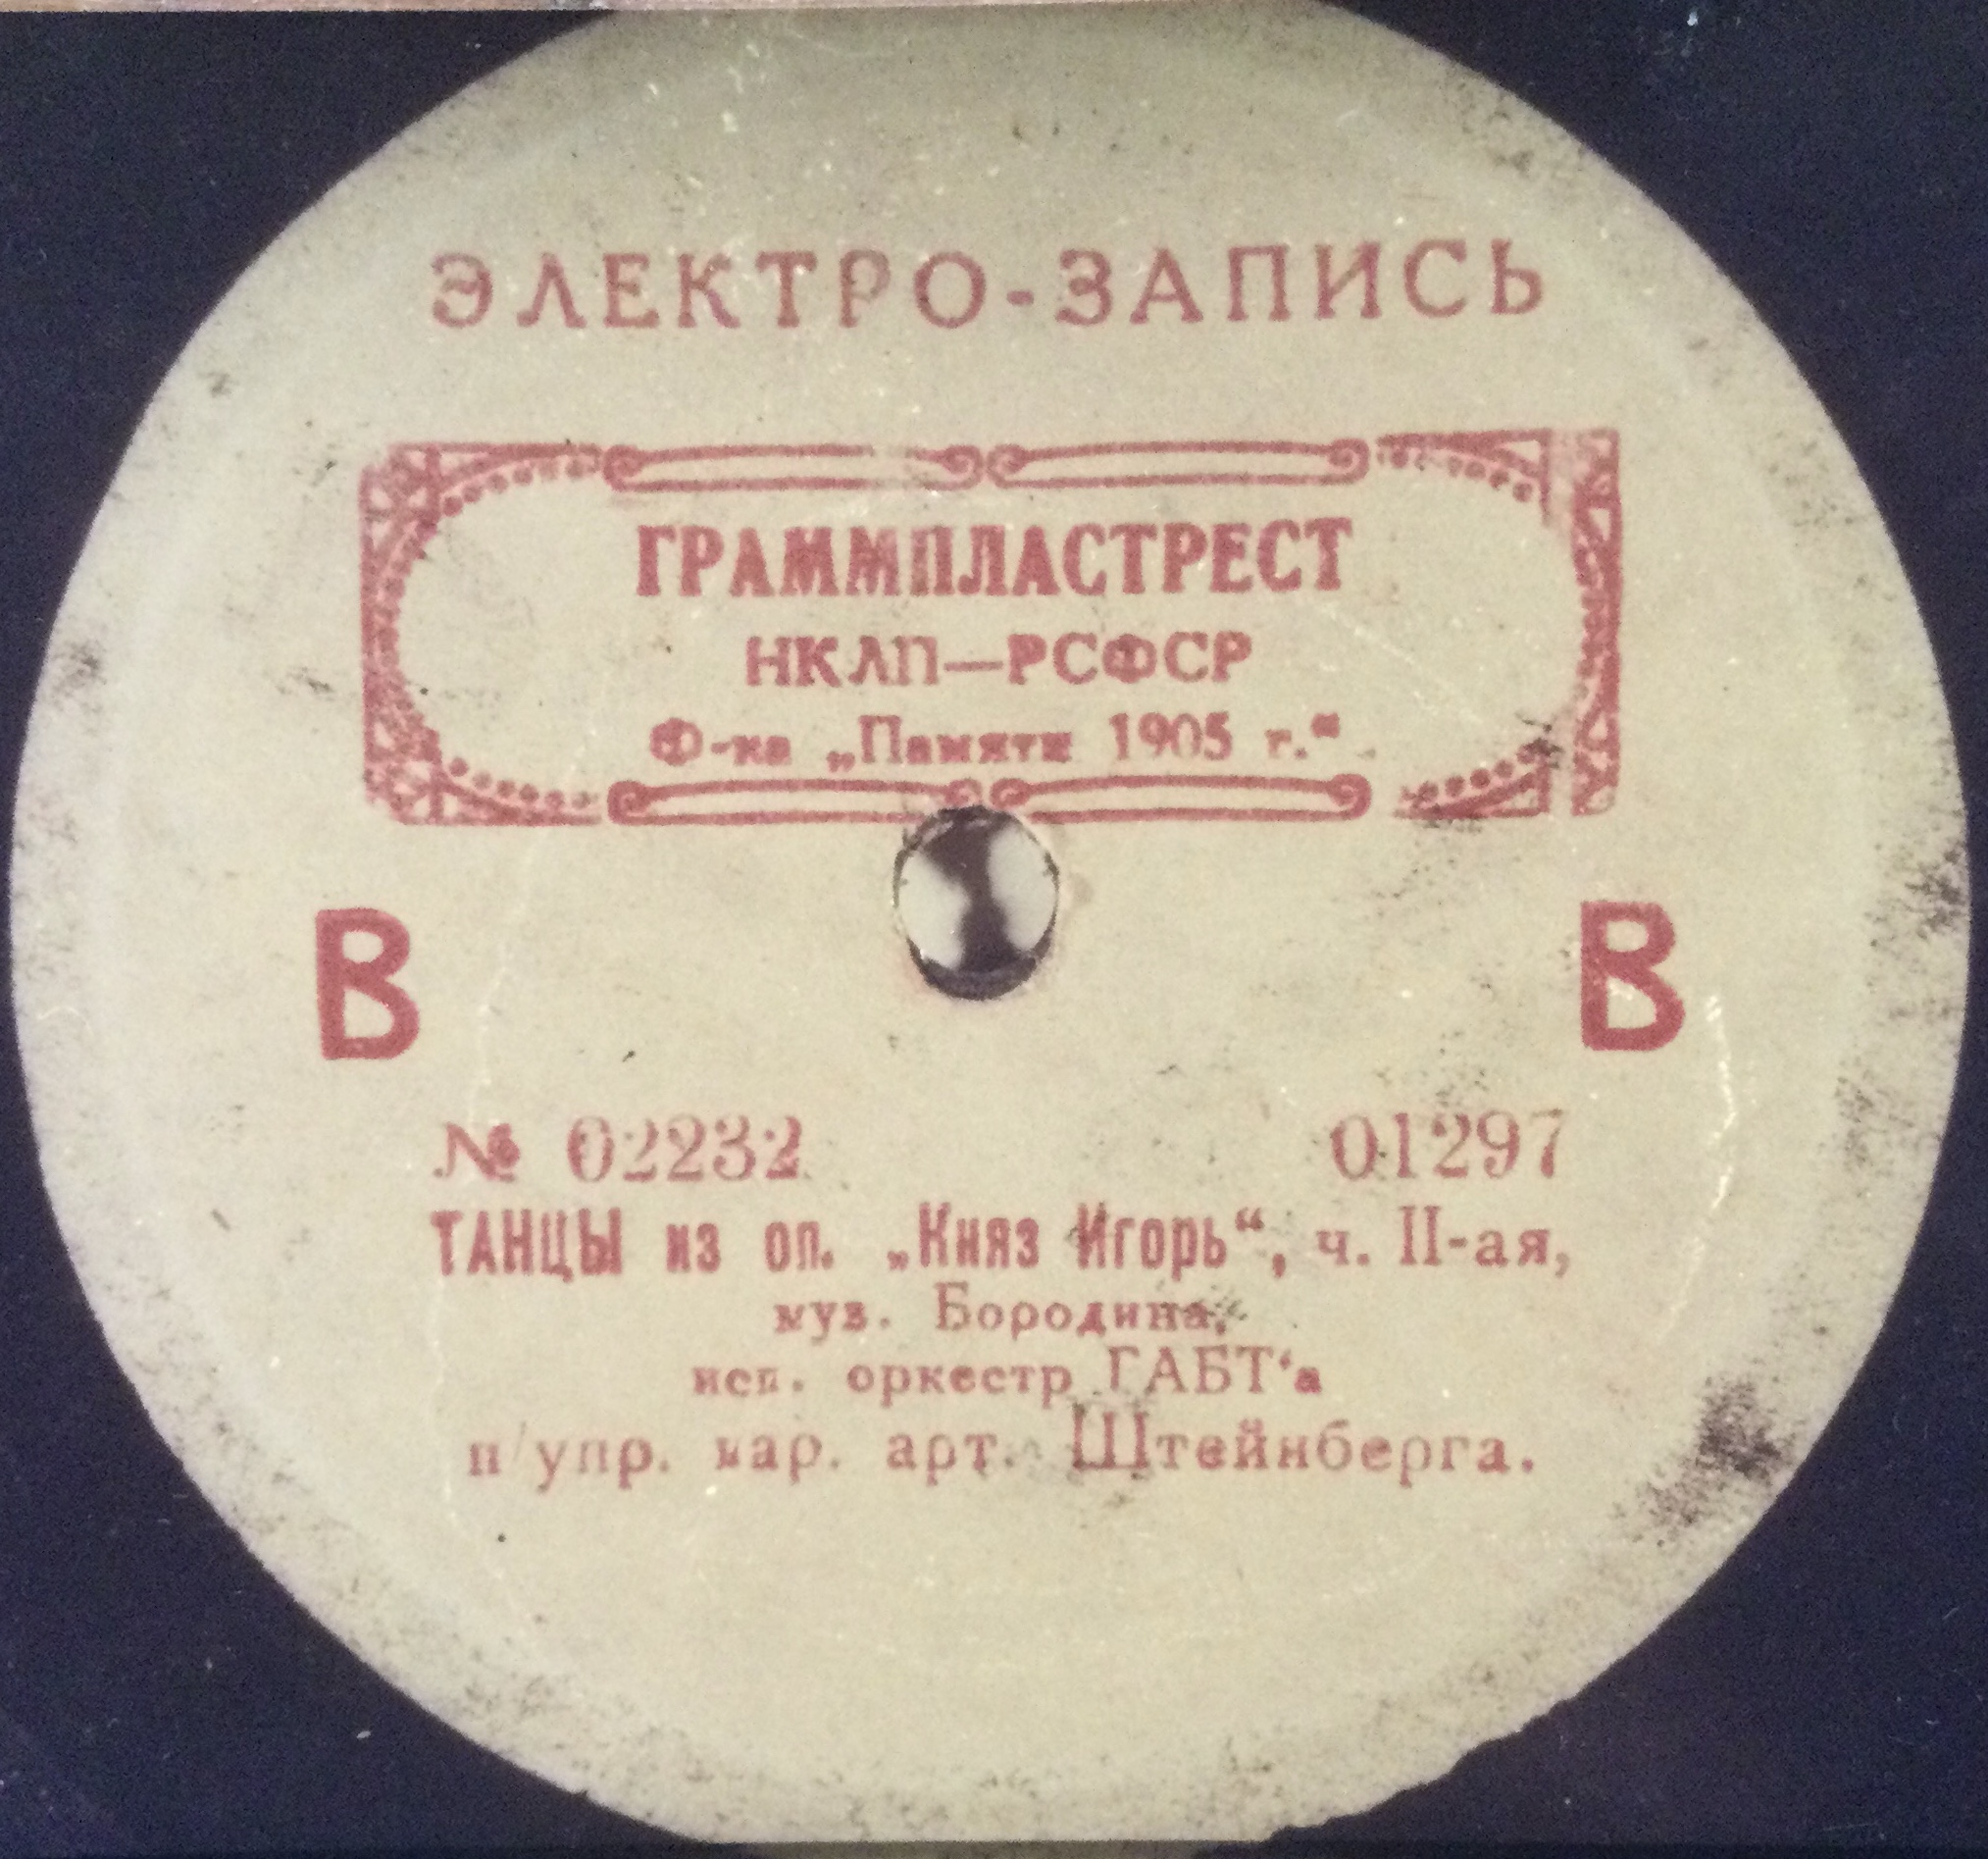 ЭЛЕКТРО-ЗАПИСЬ
ГРАММПЛАСТРЕСТ
НКЛП—РСФСР
Ф-ка „Памяти 1905 г.“
В В
№ 02232 01297
ТАНЦЫ из оп. „Княз Игорь“, ч. II-ая,
муз. Бородина,
исп. оркестр ГАБТ‘а
п/упр. нар. арт. Штейнберга.